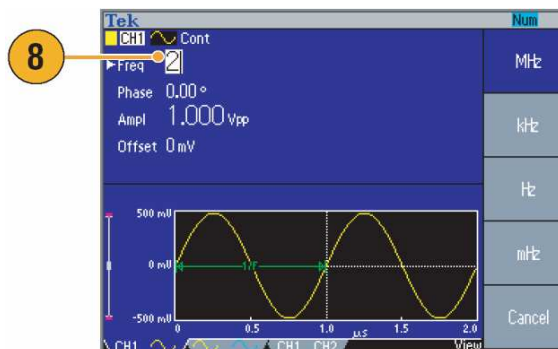 Tek
Num
CH1 Cont
8
Freq 2
MHz
Phase 0.00°
Ampl 1.000 Vpp
kHz
Offset 0 mV
Hz
500 mV
0 mV
1/F
mHz
-500 mV
0 0.5 1.0 µs 1.5 2.0
Cancel
CH1 CH1 CH2 View